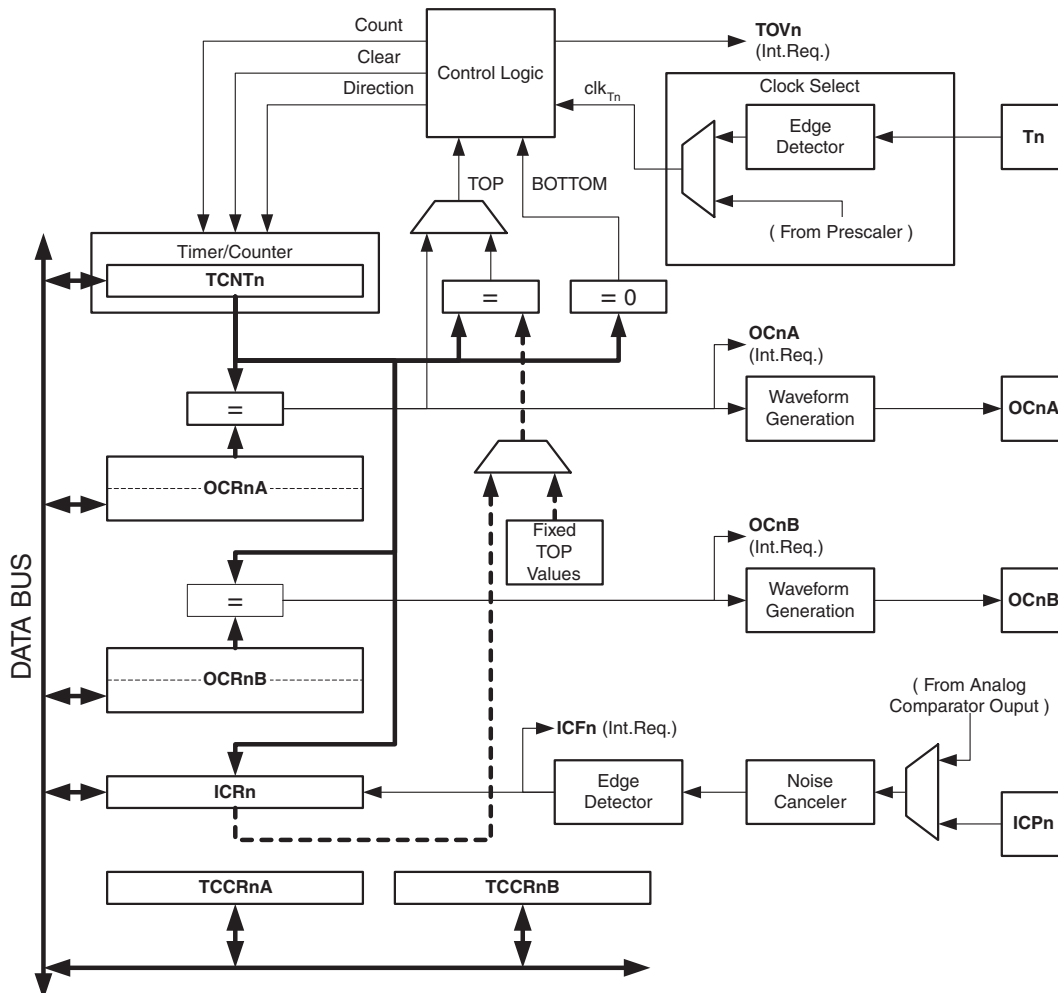 Count
Clear
Direction
Control Logic
TOVn
(Int.Req.)
clkTn
Clock Select
Edge
Detector
Tn
( From Prescaler )
TOP
BOTTOM
Timer/Counter
TCNTn
=
= 0
=
OCnA
(Int.Req.)
Waveform
Generation
OCnA
OCRnA
Fixed
TOP
Values
OCnB
(Int.Req.)
=
Waveform
Generation
OCnB
DATA BUS
OCRnB
( From Analog
Comparator Ouput )
ICFn (Int.Req.)
ICRn
Edge
Detector
Noise
Canceler
ICPn
TCCRnA
TCCRnB